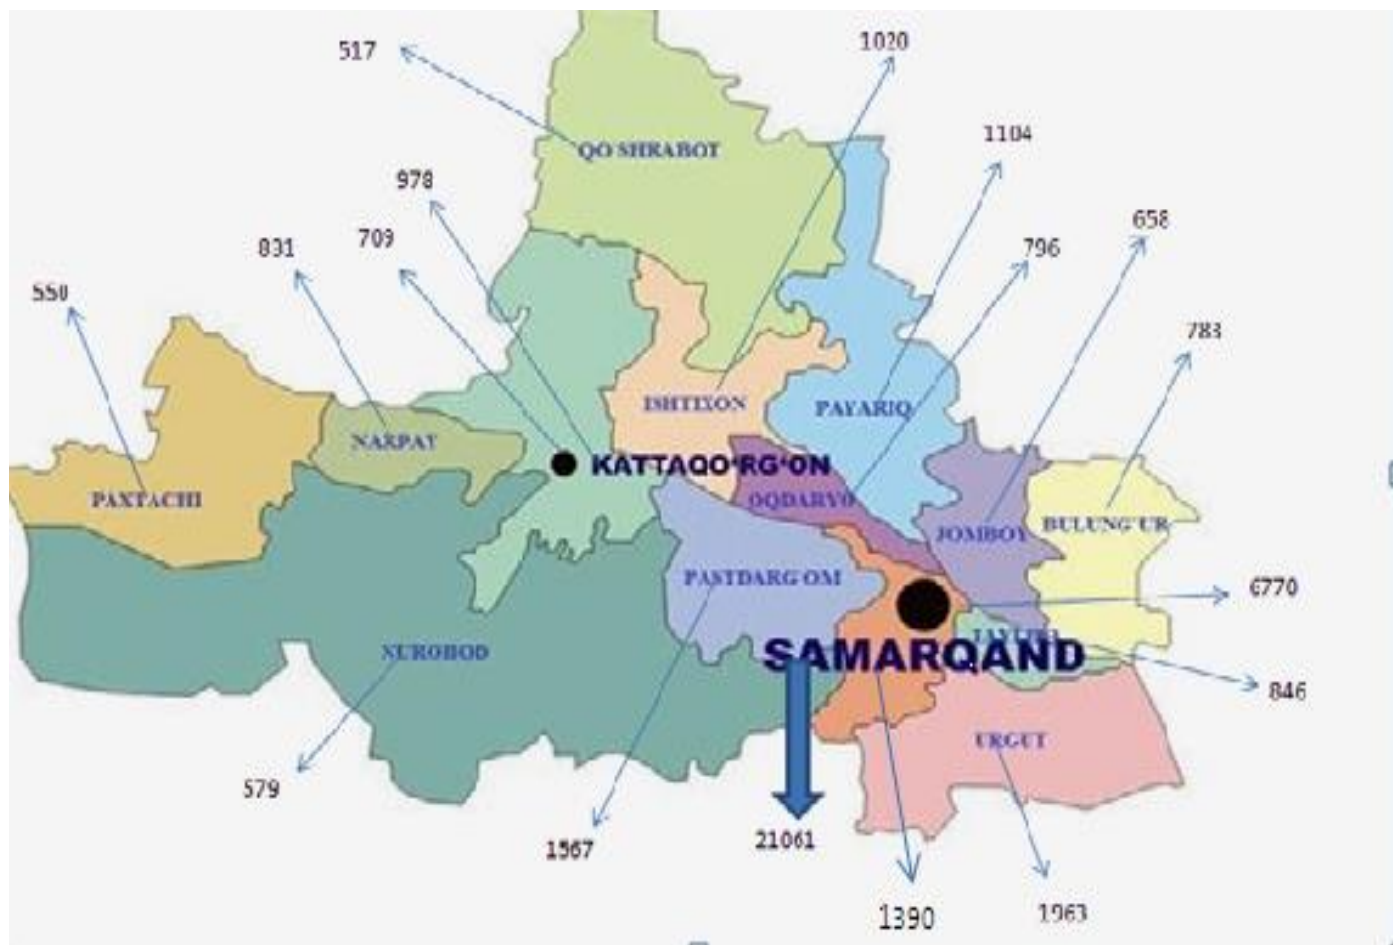 517
1020
1104
QO SHRABOT
978
658
709
796
831
550
783
ISHTIXON
PAYARIQ
NARPAY
KATTAQO‘RG‘ON
PAXTACHI
OQDARYO
BULUNG'UR
JOMBOY
PASTDARG'OM
6770
NUROBOD
SAMARQAND
846
URGUT
579
21061
1567
1390
1963